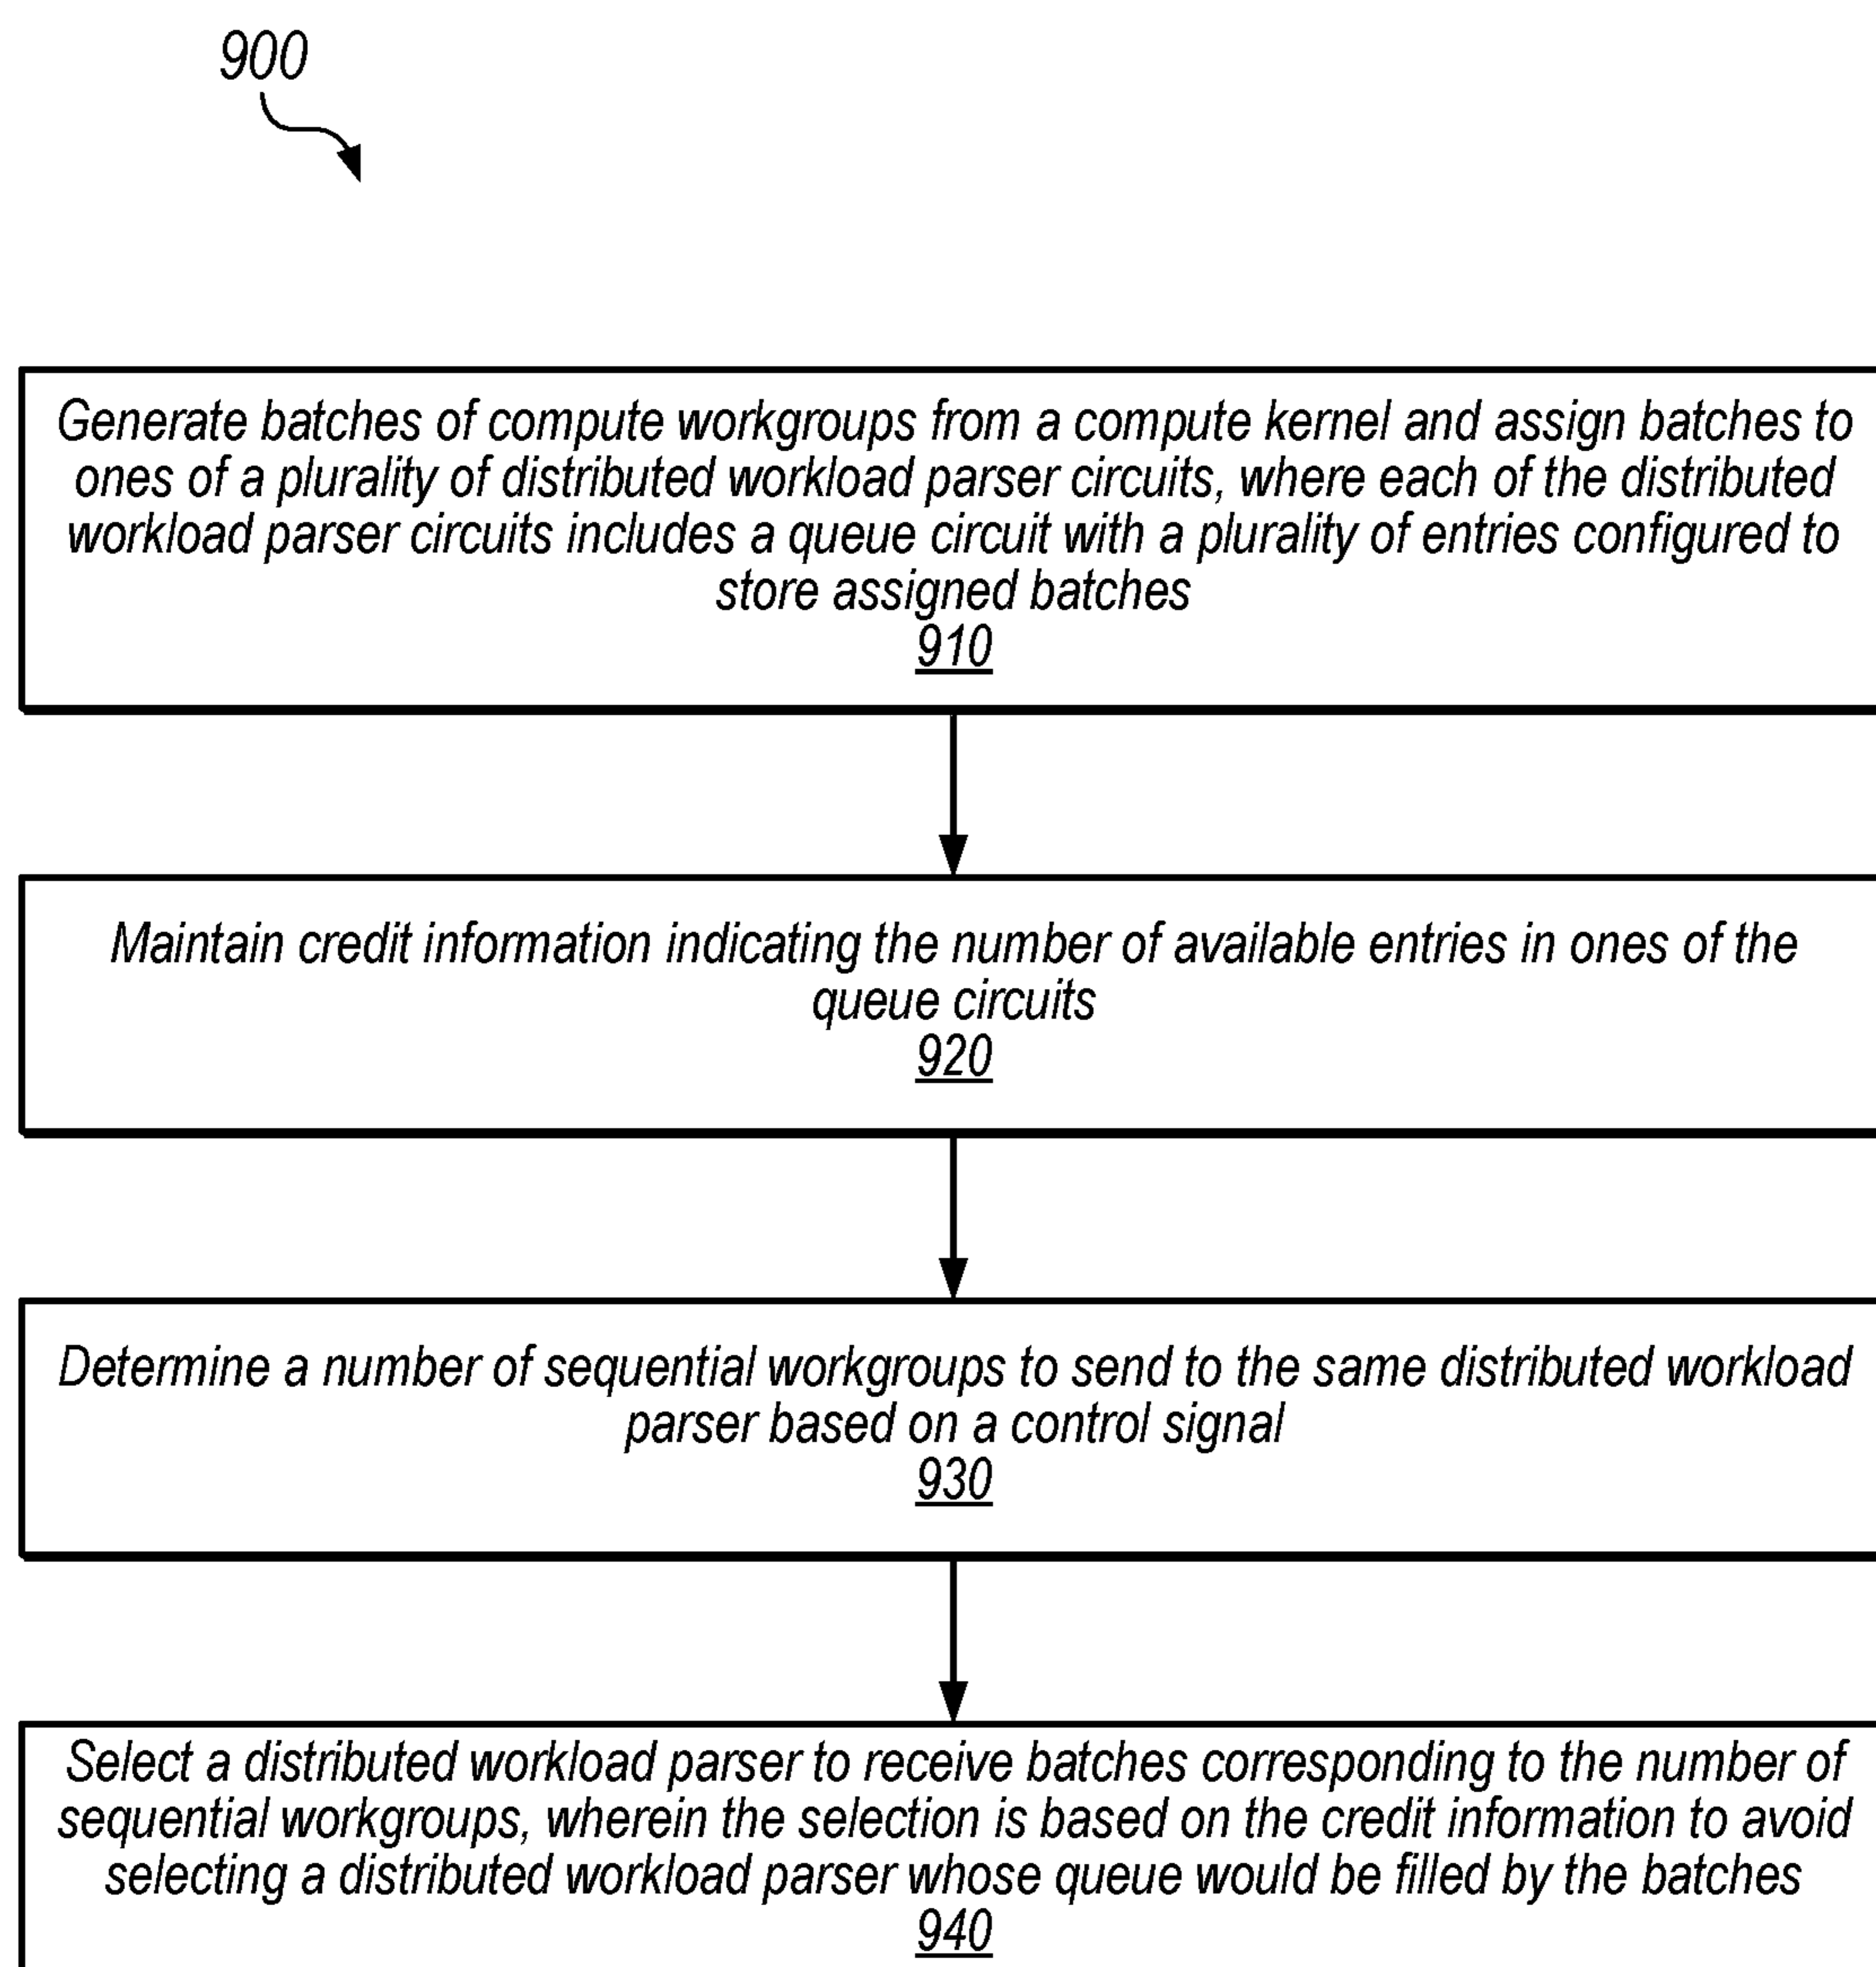 900
Generate batches of compute workgroups from a compute kernel and assign batches to
ones of a plurality of distributed workload parser circuits, where each of the distributed
workload parser circuits includes a queue circuit with a plurality of entries configured to
store assigned batches
910
Maintain credit information indicating the number of available entries in ones of the
queue circuits
920
Determine a number of sequential workgroups to send to the same distributed workload
parser based on a control signal
930
Select a distributed workload parser to receive batches corresponding to the number of
sequential workgroups, wherein the selection is based on the credit information to avoid
selecting a distributed workload parser whose queue would be filled by the batches
940